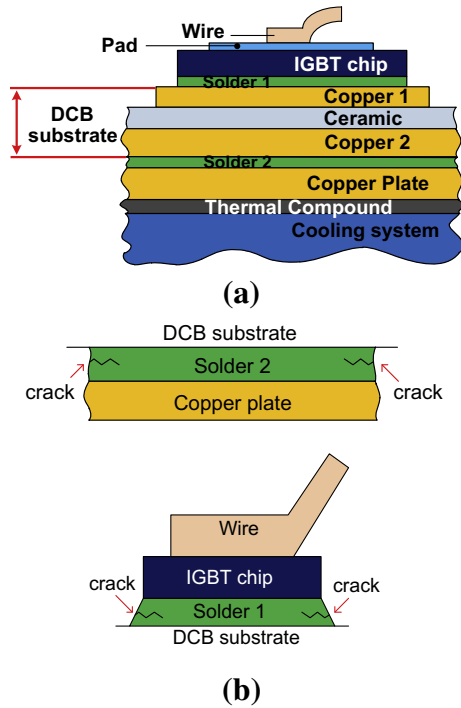 Wire
Pad
IGBT chip
Solder 1
Copper 1
DCB
substrate
Ceramic
Copper 2
Solder 2
Copper Plate
Thermal Compound
Cooling system
(a)
DCB substrate
Solder 2
crack
crack
Copper plate
Wire
IGBT chip
crack
crack
Solder 1
DCB substrate
(b)